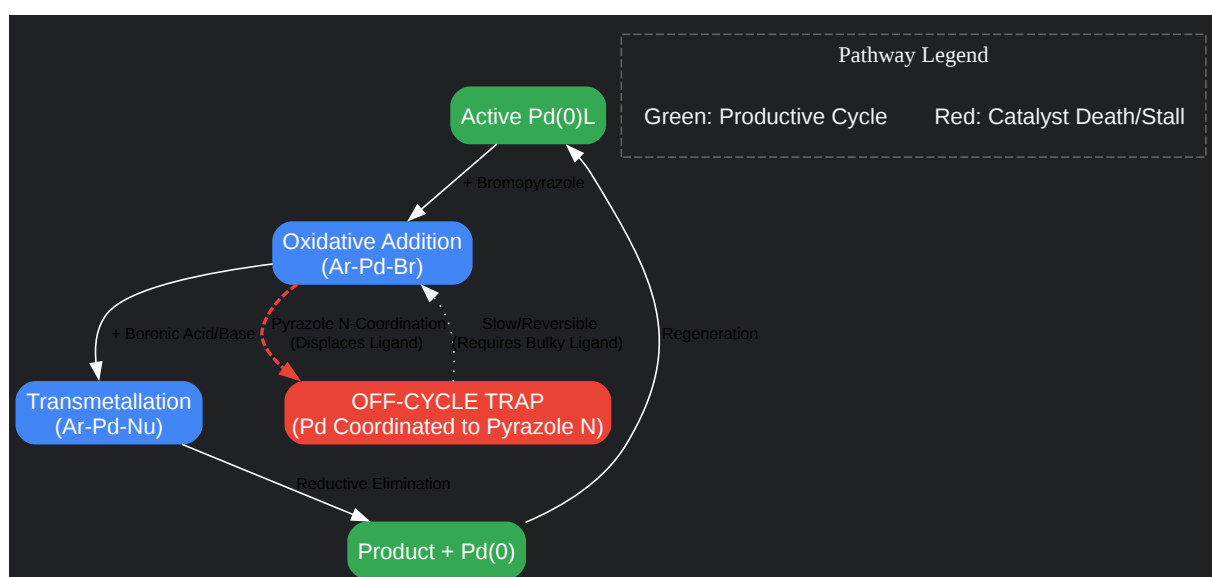 Pathway Legend
Green: Productive Cycle
Red: Catalyst Death/Stall
Active Pd(0)L
+ Bromopyrazole
Oxidative Addition
(Ar-Pd-Br)
+ Boronic Acid/Base
Pyrazole N-Coordination
(Displaces Ligand)
Slow/Reversible
(Requires Bulky Ligand)
Regeneration
Transmetallation
(Ar-Pd-Nu)
OFF-CYCLE TRAP
(Pd Coordinated to Pyrazole N)
Reductive Elimination
Product + Pd(0)